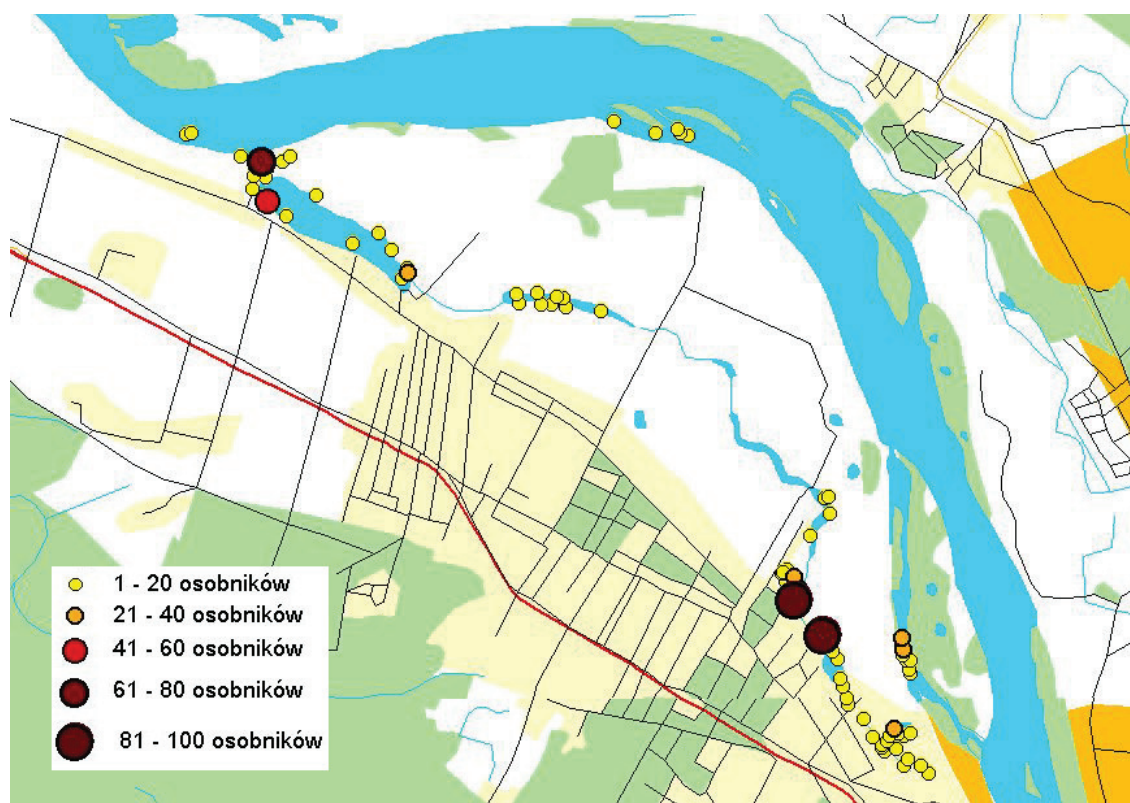 1 - 20 osobników
21 - 40 osobników
41 - 60 osobników
61 - 80 osobników
81 - 100 osobników